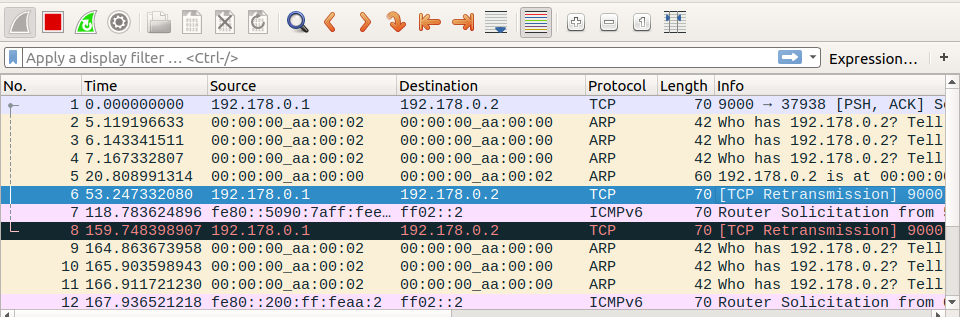 Apply a display filter … <Ctrl-/> Expression… +
No. Time Source Destination Protocol Length Info
1 0.000000000 192.178.0.1 192.178.0.2 TCP 70 9000 → 37938 [PSH, ACK]
2 5.119196633 00:00:00_aa:00:02 00:00:00_aa:00:00 ARP 42 Who has 192.178.0.2? Tell
3 6.143341511 00:00:00_aa:00:02 00:00:00_aa:00:00 ARP 42 Who has 192.178.0.2? Tell
4 7.167332807 00:00:00_aa:00:02 00:00:00_aa:00:00 ARP 42 Who has 192.178.0.2? Tell
5 20.808991314 00:00:00_aa:00:00 00:00:00_aa:00:02 ARP 60 192.178.0.2 is at 00:00:00
6 53.247332080 192.178.0.1 192.178.0.2 TCP 70 [TCP Retransmission] 9000
7 118.783624896 fe80::5090:7aff:fee… ff02::2 ICMPv6 70 Router Solicitation from
8 159.748398907 192.178.0.1 192.178.0.2 TCP 70 [TCP Retransmission] 9000
9 164.863673958 00:00:00_aa:00:02 00:00:00_aa:00:00 ARP 42 Who has 192.178.0.2? Tell
10 165.903598943 00:00:00_aa:00:02 00:00:00_aa:00:00 ARP 42 Who has 192.178.0.2? Tell
11 166.911721230 00:00:00_aa:00:02 00:00:00_aa:00:00 ARP 42 Who has 192.178.0.2? Tell
12 167.936521218 fe80::200:ff:feaa:2 ff02::2 ICMPv6 70 Router Solicitation from